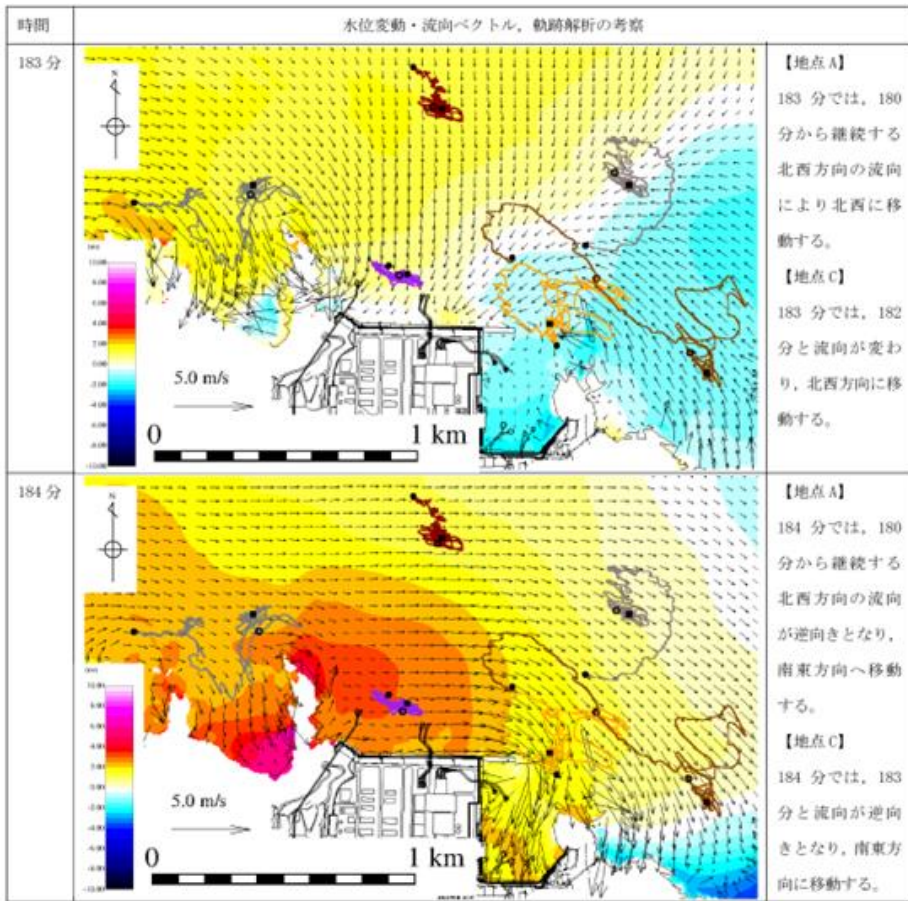 時間
水位変動・流向ベクトル，軌跡解析の考察
183 分
N
5.0 m/s
0
1 km
【地点 A】
183 分では，180
分から継続する
北西方向の流向
により北西に移
動する。
【地点 C】
183 分では，182
分と流向が変わ
り，北西方向に移
動する。
184 分
N
5.0 m/s
0
1 km
【地点 A】
184 分では，180
分から継続する
北西方向の流向
が逆向きとなり，
南東方向へ移動
する。
【地点 C】
184 分では，183
分と流向が逆向
きとなり，南東方
向に移動する。